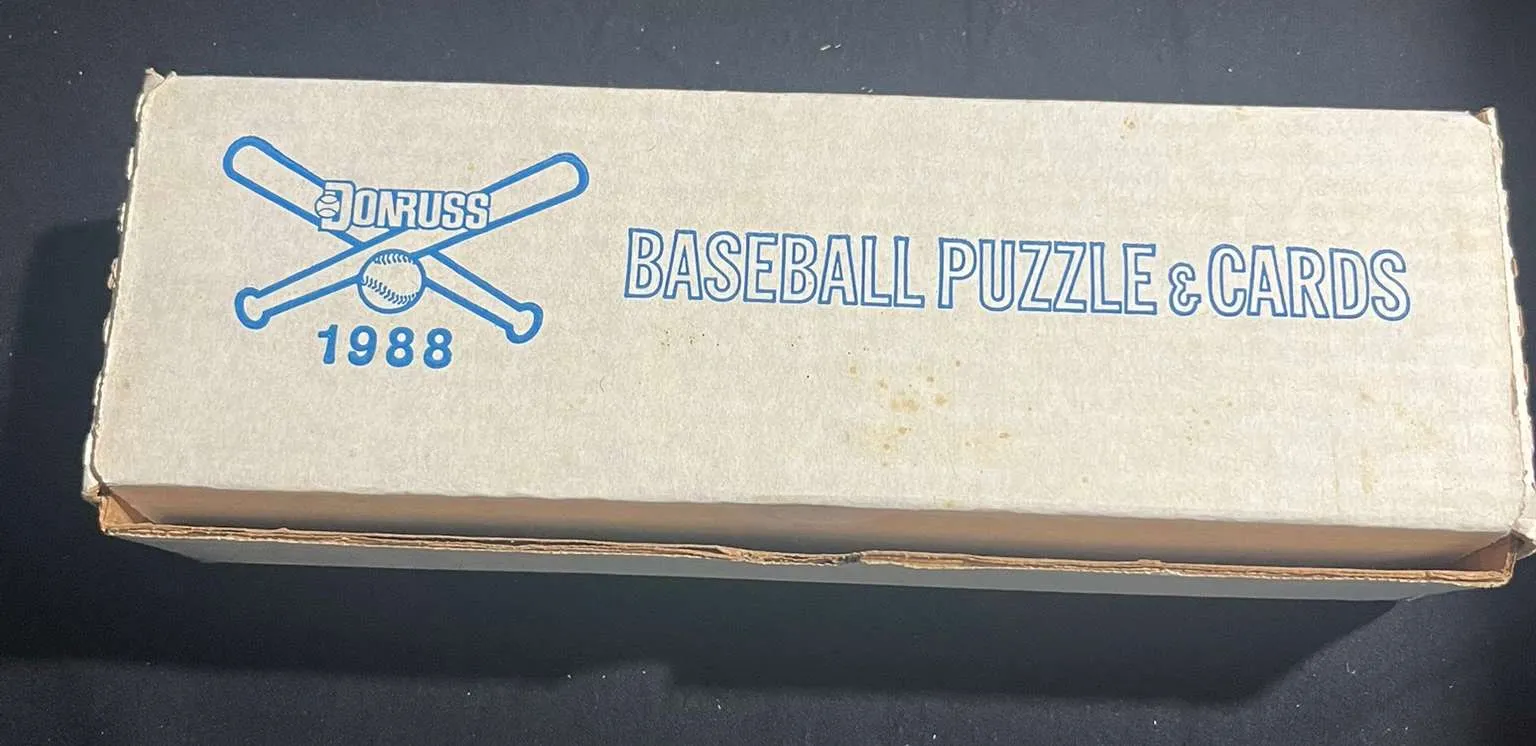 DONRUSS
1988
BASEBALL PUZZLE & CARDS